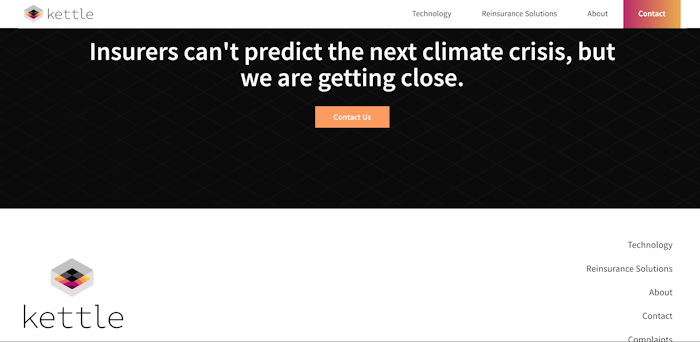 kettle
Technology
Reinsurance Solutions
About
Contact
Insurers can't predict the next climate crisis, but
we are getting close.
Contact Us
kettle
Technology
Reinsurance Solutions
About
Contact
Complaints